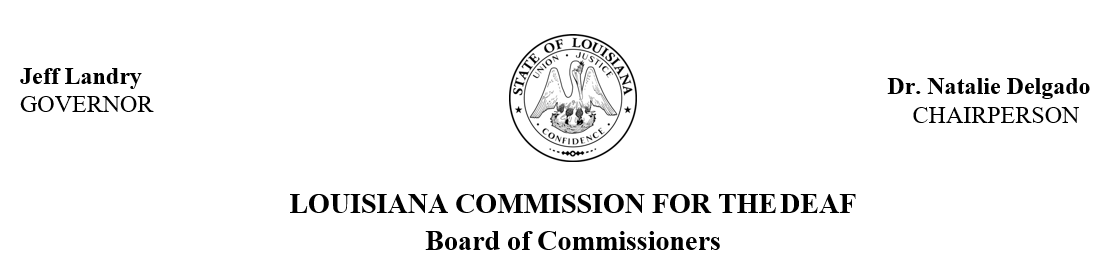 Jeff Landry
GOVERNOR
STATE OF LOUISIANA
UNION · JUSTICE
· CONFIDENCE ·
Dr. Natalie Delgado
CHAIRPERSON
LOUISIANA COMMISSION FOR THE DEAF
Board of Commissioners